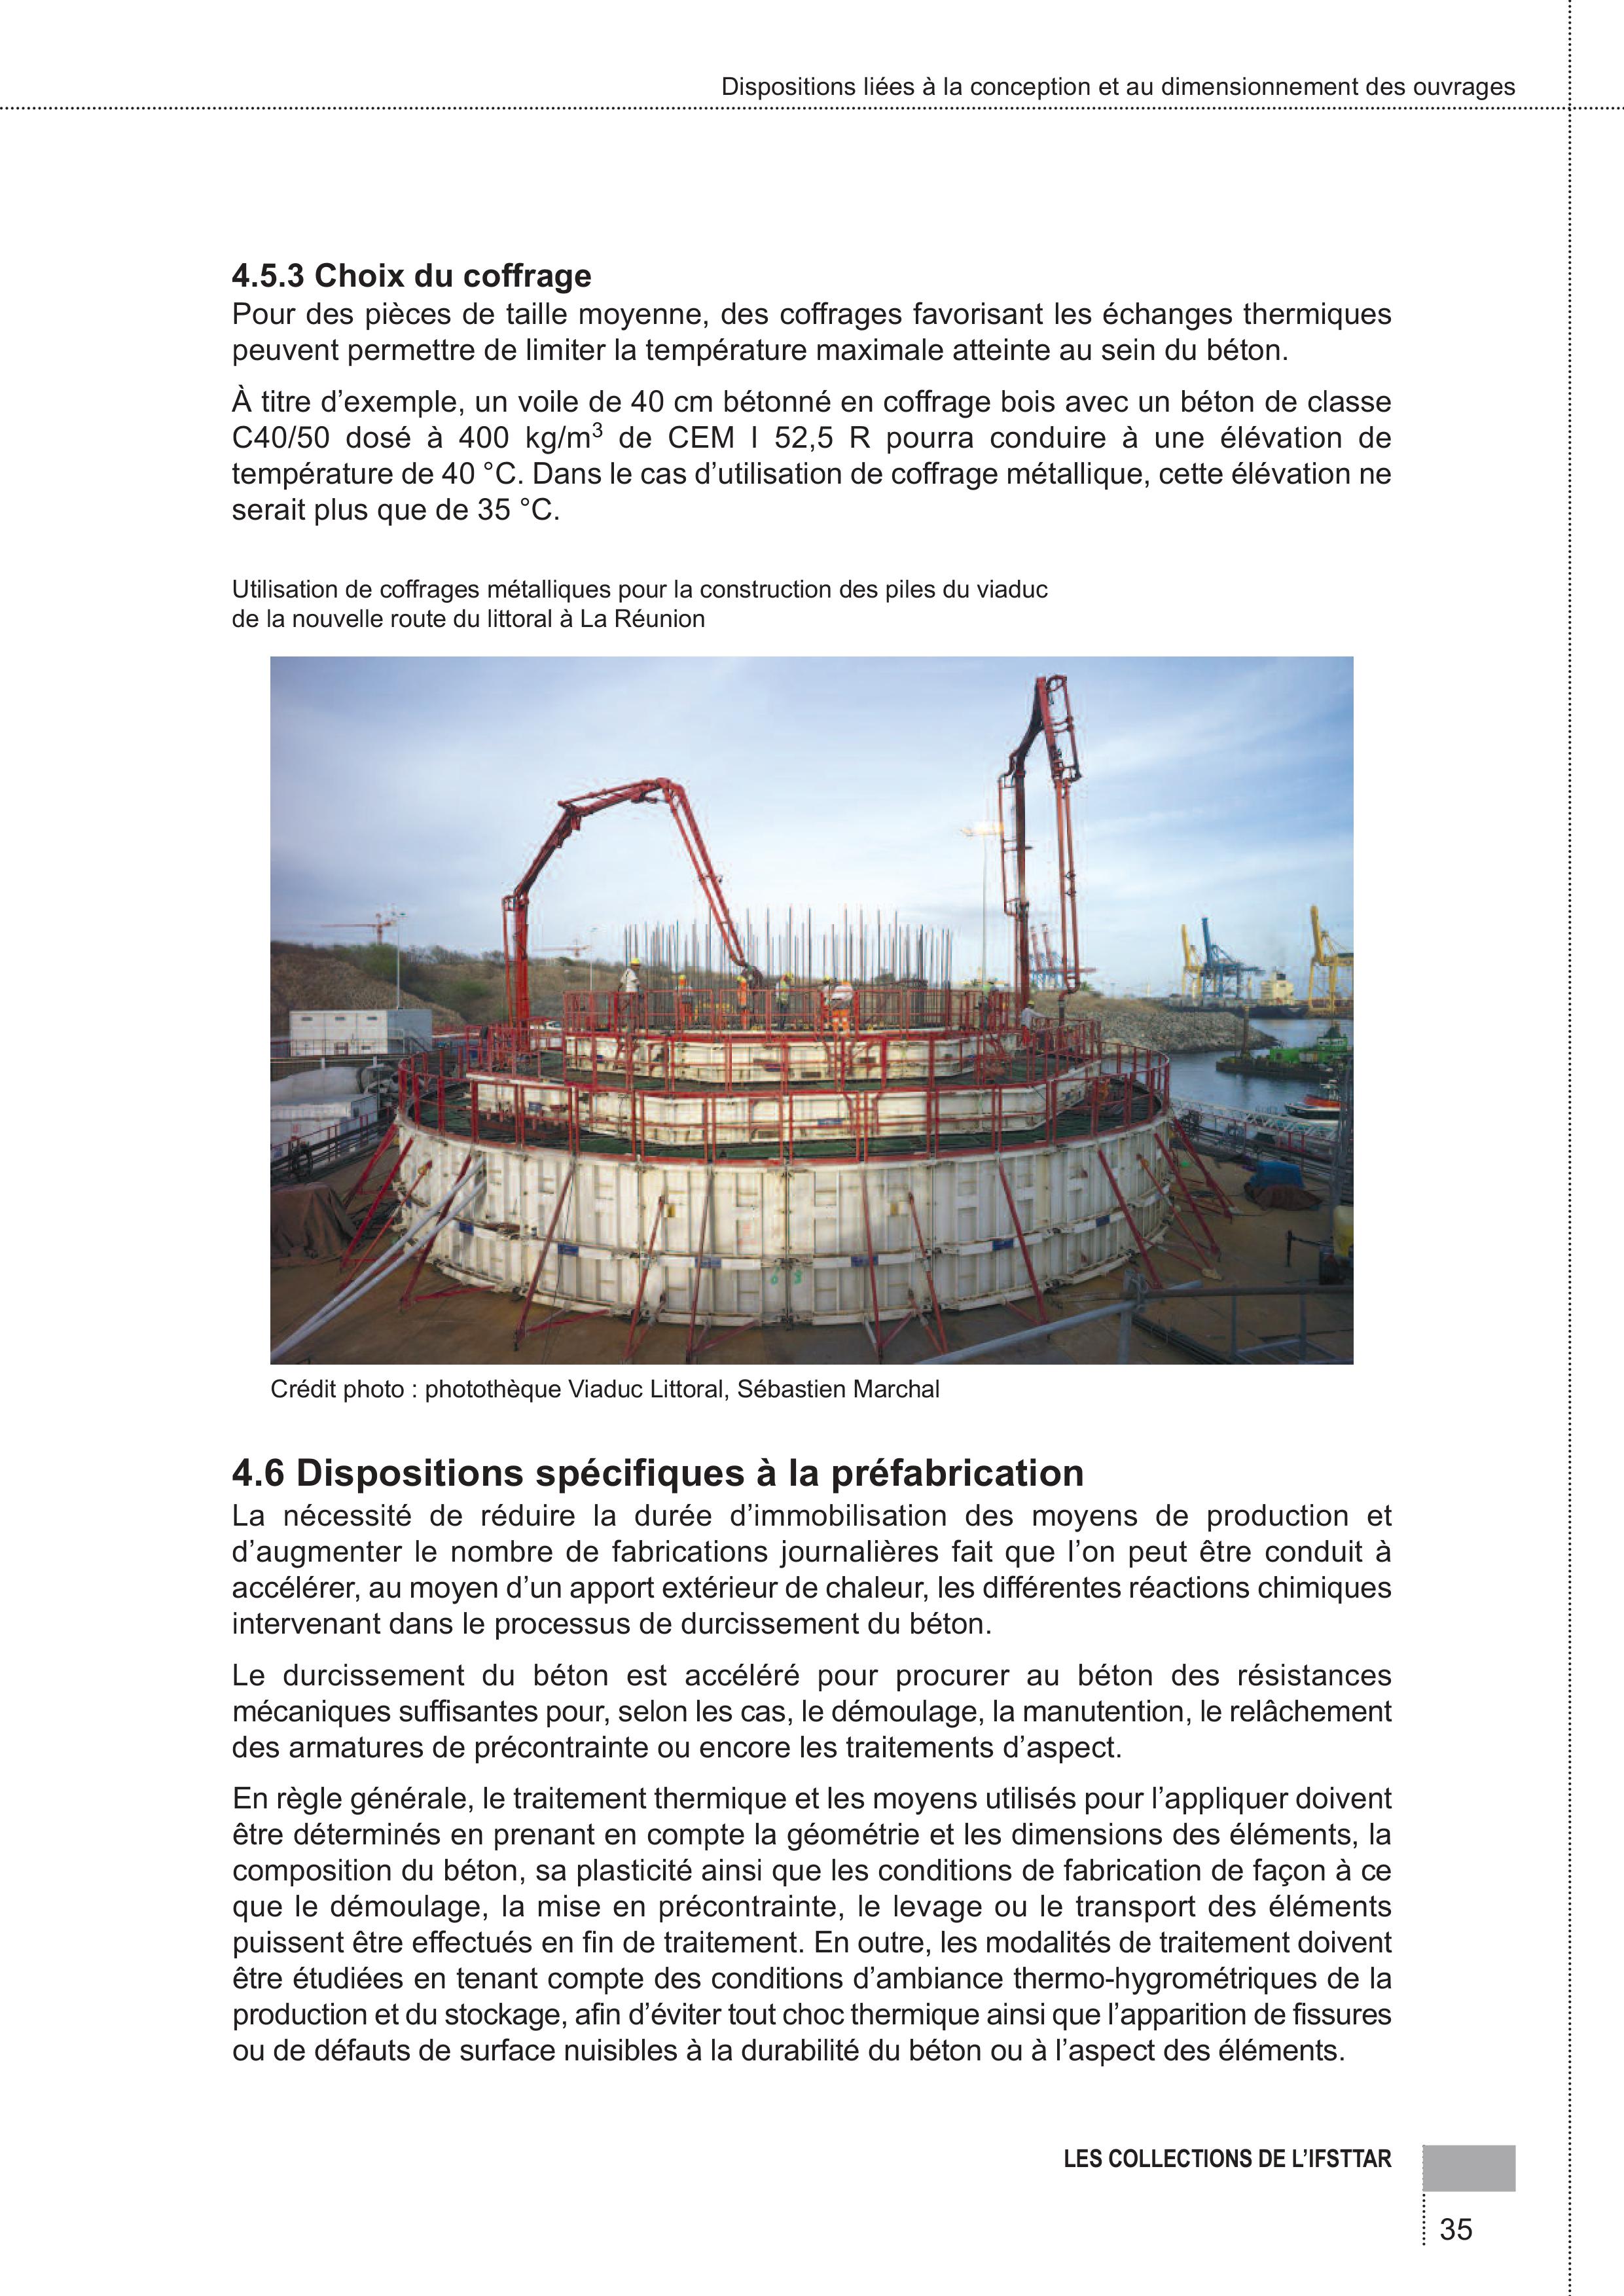 Dispositions liées à la conception et au dimensionnement des ouvrages
4.5.3 Choix du coffrage
Pour des pièces de taille moyenne, des coffrages favorisant les échanges thermiques
peuvent permettre de limiter la température maximale atteinte au sein du béton.
À titre d’exemple, un voile de 40 cm bétonné en coffrage bois avec un béton de classe
C40/50 dosé à 400 kg/m³ de CEM I 52,5 R pourra conduire à une élévation de
température de 40 °C. Dans le cas d’utilisation de coffrage métallique, cette élévation ne
serait plus que de 35 °C.
Utilisation de coffrages métalliques pour la construction des piles du viaduc
de la nouvelle route du littoral à La Réunion
Crédit photo : photothèque Viaduc Littoral, Sébastien Marchal
4.6 Dispositions spécifiques à la préfabrication
La nécessité de réduire la durée d’immobilisation des moyens de production et
d’augmenter le nombre de fabrications journalières fait que l’on peut être conduit à
accélérer, au moyen d’un apport extérieur de chaleur, les différentes réactions chimiques
intervenant dans le processus de durcissement du béton.
Le durcissement du béton est accéléré pour procurer au béton des résistances
mécaniques suffisantes pour, selon les cas, le démoulage, la manutention, le relâchement
des armatures de précontrainte ou encore les traitements d’aspect.
En règle générale, le traitement thermique et les moyens utilisés pour l’appliquer doivent
être déterminés en prenant en compte la géométrie et les dimensions des éléments, la
composition du béton, sa plasticité ainsi que les conditions de fabrication de façon à ce
que le démoulage, la mise en précontrainte, le levage ou le transport des éléments
puissent être effectués en fin de traitement. En outre, les modalités de traitement doivent
être étudiées en tenant compte des conditions d’ambiance thermo-hygrométriques de la
production et du stockage, afin d’éviter tout choc thermique ainsi que l’apparition de fissures
ou de défauts de surface nuisibles à la durabilité du béton ou à l’aspect des éléments.
LES COLLECTIONS DE L’IFSTTAR
35